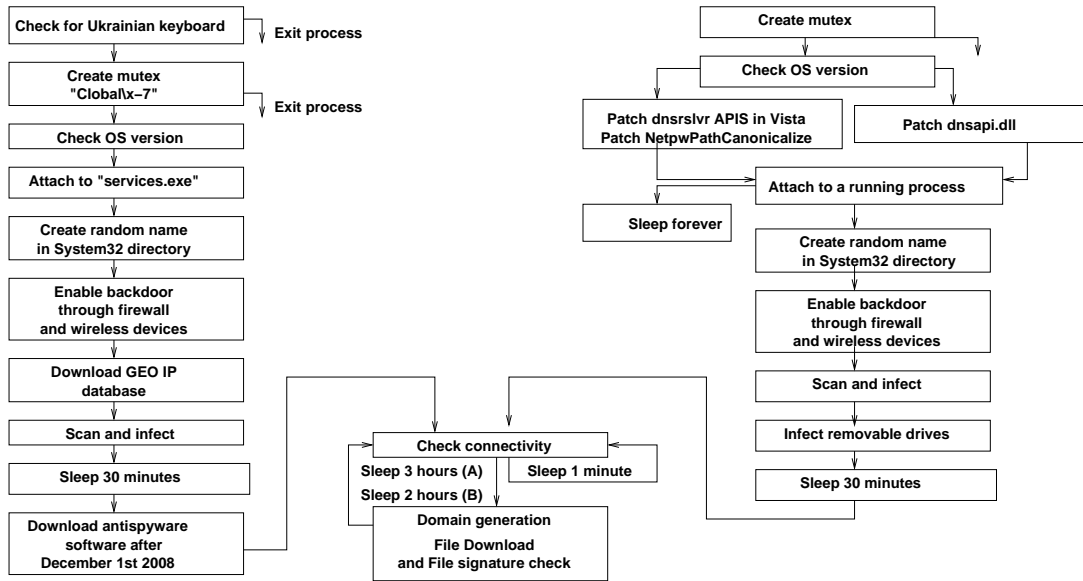 Check for Ukrainian keyboard
Exit process
Create mutex
"Clobal\x−7"
Exit process
Check OS version
Attach to "services.exe"
Create random name
in System32 directory
Enable backdoor
through firewall
and wireless devices
Download GEO IP
database
Scan and infect
Sleep 30 minutes
Download antispyware
software after
December 1st 2008
Check connectivity
Sleep 3 hours (A)
Sleep 2 hours (B)
Sleep 1 minute
Domain generation
File Download
and File signature check
Create mutex
Check OS version
Patch dnsrslvr APIS in Vista
Patch NetpwPathCanonicalize
Patch dnsapi.dll
Attach to a running process
Sleep forever
Create random name
in System32 directory
Enable backdoor
through firewall
and wireless devices
Scan and infect
Infect removable drives
Sleep 30 minutes